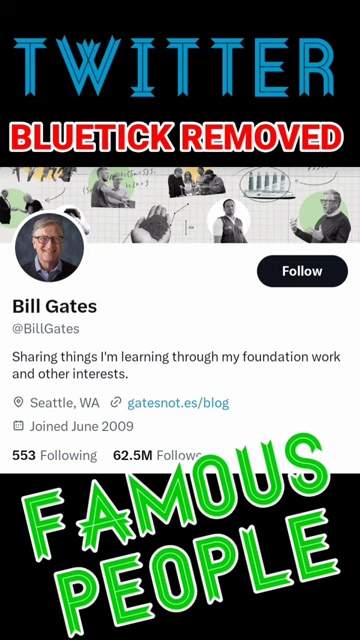 TWITTER
BLUETICK REMOVED
Follow
Bill Gates
@BillGates
Sharing things I'm learning through my foundation work
and other interests.
Seattle, WA gatesnot.es/blog
Joined June 2009
553 Following 62.5M
FAMOUS
PEOPLE